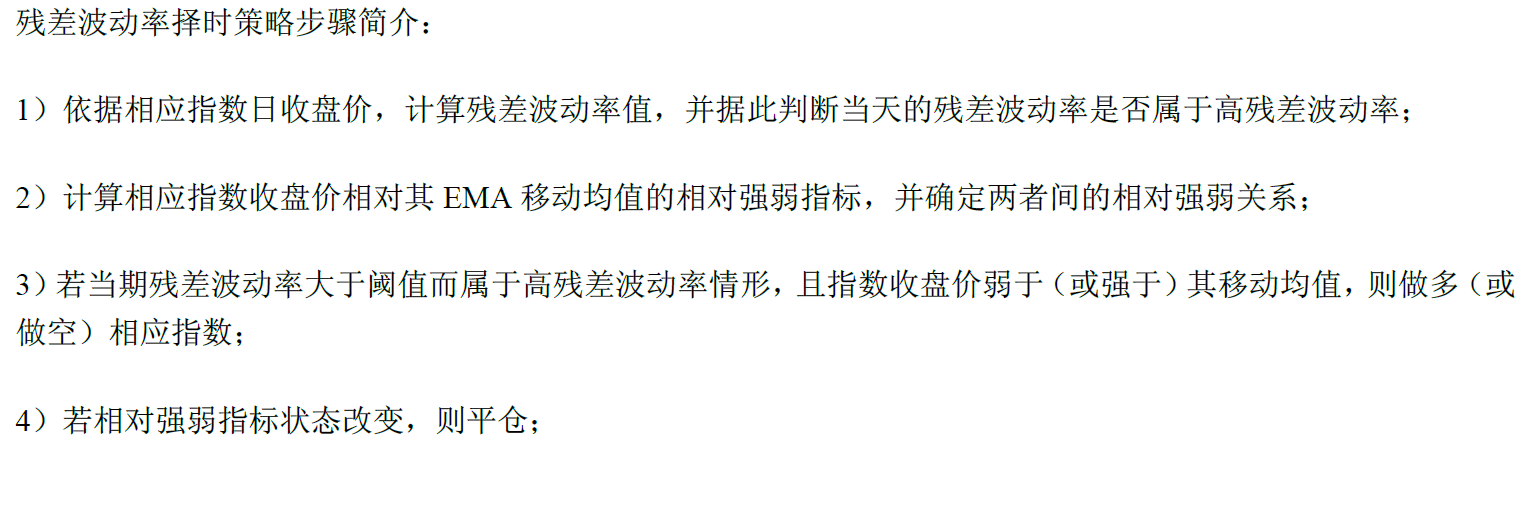 残差波动率择时策略步骤简介：
1）依据相应指数日收盘价，计算残差波动率值，并据此判断当天的残差波动率是否属于高残差波动率；
2）计算相应指数收盘价相对其 EMA 移动均值的相对强弱指标，并确定两者间的相对强弱关系；
3）若当期残差波动率大于阈值而属于高残差波动率情形，且指数收盘价弱于（或强于）其移动均值，则做多（或
做空）相应指数；
4）若相对强弱指标状态改变，则平仓；